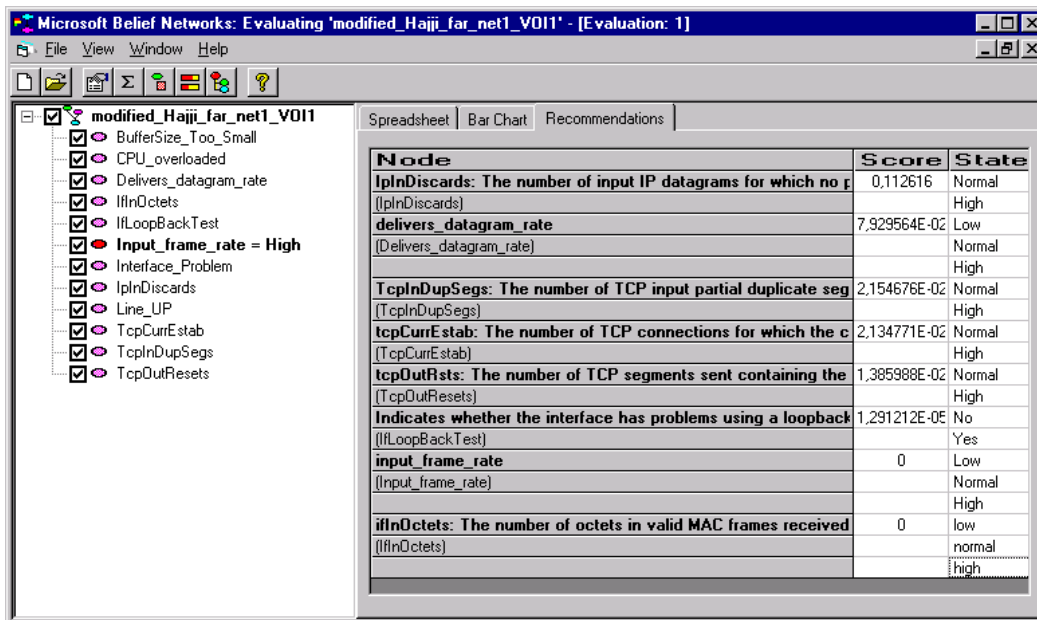 Microsoft Belief Networks: Evaluating 'modified_Hajji_far_net1_VOI1' - [Evaluation: 1]
File View Window Help
modified_Hajji_far_net1_VOI1
BufferSize_Too_Small
CPU_overloaded
Delivers_datagram_rate
IfInOctets
IfLoopBackTest
Input_frame_rate = High
Interface_Problem
IpInDiscards
Line_UP
TcpCurrEstab
TcpInDupSegs
TcpOutResets
Spreadsheet Bar Chart Recommendations
Node Score State
IpInDiscards: The number of input IP datagrams for which no p 0,112616 Normal
(IpInDiscards) High
delivers_datagram_rate 7,929564E-02 Low
(Delivers_datagram_rate) Normal
High
TcpInDupSegs: The number of TCP input partial duplicate seg 2,154676E-02 Normal
(TcpInDupSegs) High
tcpCurrEstab: The number of TCP connections for which the c 2,134771E-02 Normal
(TcpCurrEstab) High
tcpOutRsts: The number of TCP segments sent containing the 1,385988E-02 Normal
(TcpOutResets) High
Indicates whether the interface has problems using a loopback 1,291212E-05 No
(IfLoopBackTest) Yes
input_frame_rate 0 Low
(Input_frame_rate) Normal
High
ifInOctets: The number of octets in valid MAC frames received 0 low
(IfInOctets) normal
high